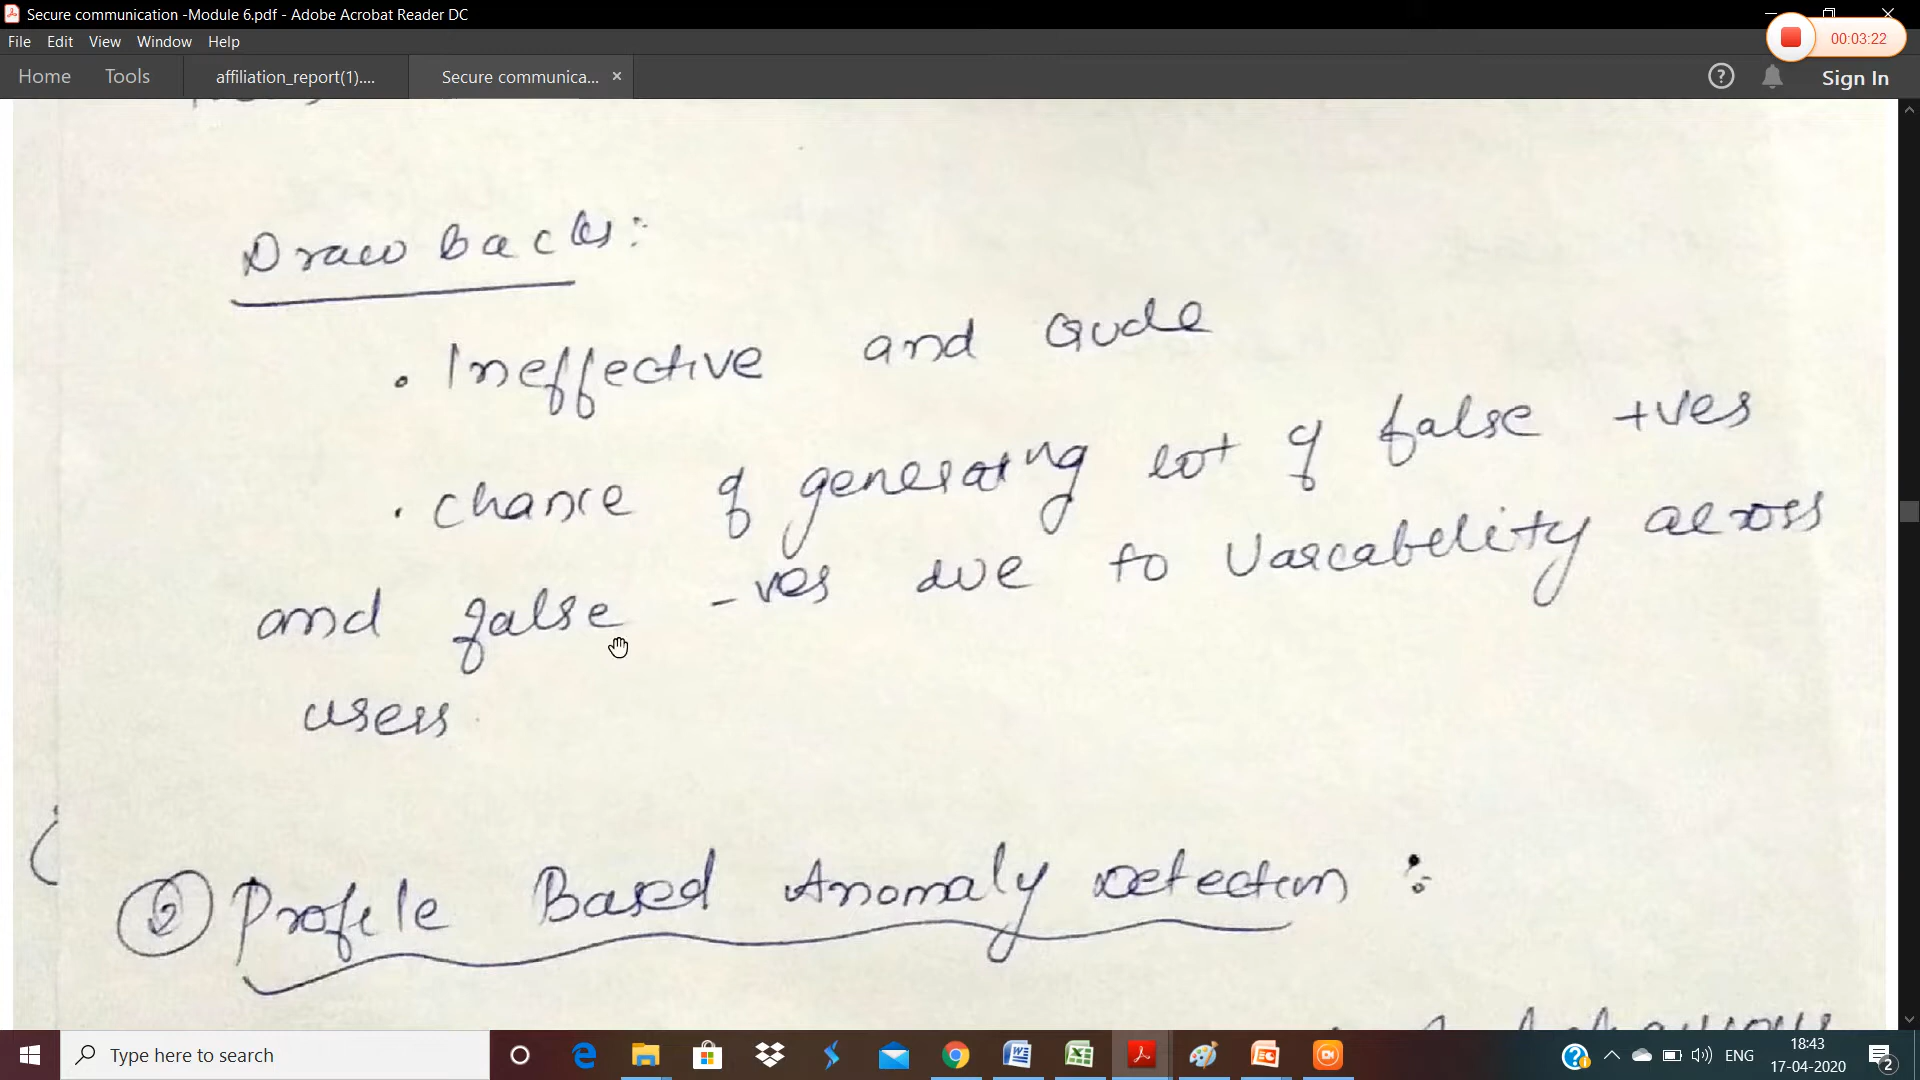 Secure communication -Module 6.pdf - Adobe Acrobat Reader DC
File Edit View Window Help
00:03:22
Home Tools affiliation_report(1).... Secure communica... × ? Sign In
Draw Backs:
. Ineffective and Crude
. Chance of generating lot of false +ves
and false -ves due to variability across
users
② Profile Based Anomaly Detection :
Type here to search
ENG
18:43
17-04-2020
2